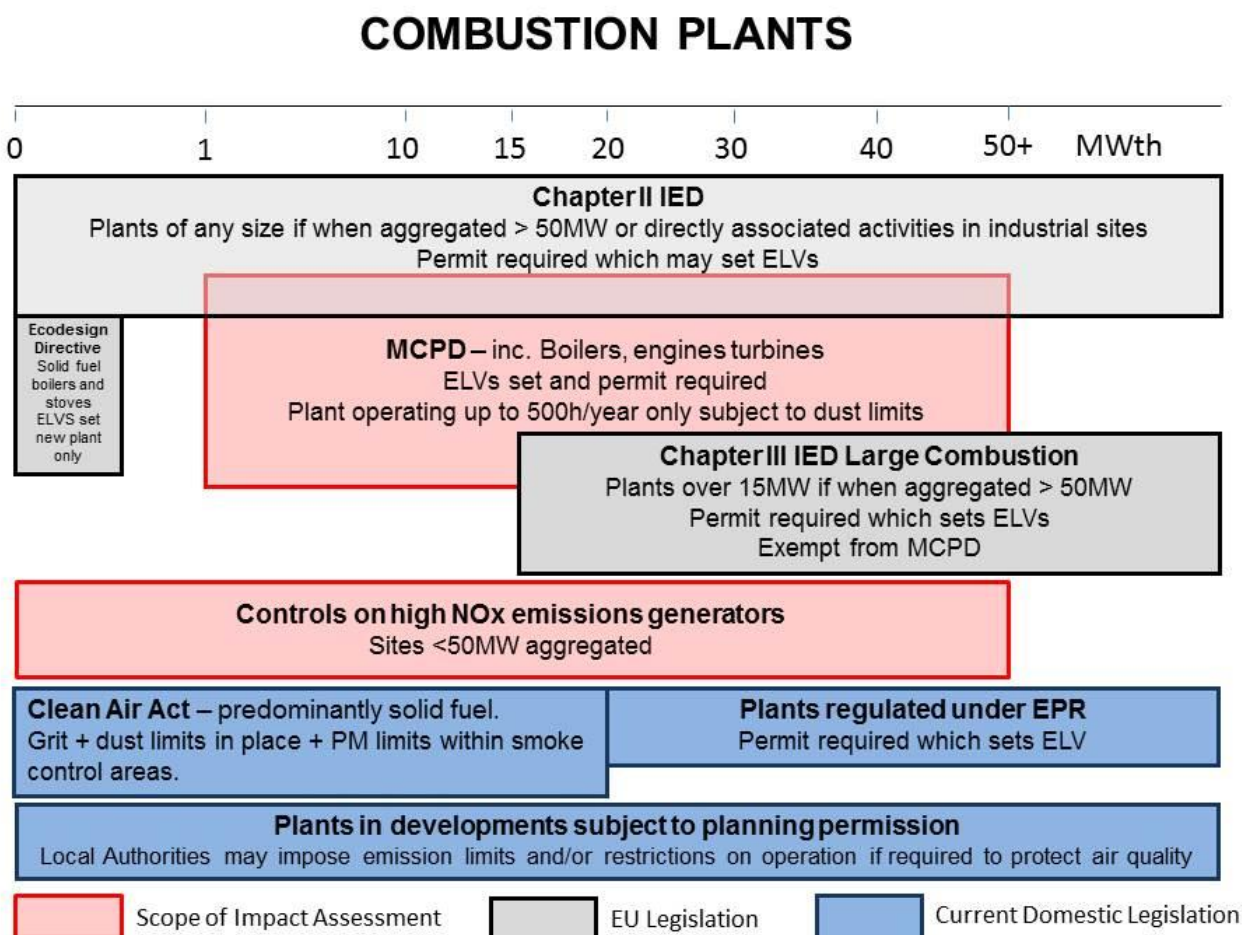 COMBUSTION PLANTS
0 1 10 15 20 30 40 50+ MWth
Chapter II IED
Plants of any size if when aggregated > 50MW or directly associated activities in industrial sites
Permit required which may set ELVs
Ecodesign
Directive
Solid fuel
boilers and
stoves
ELVS set
new plant
only
MCPD – inc. Boilers, engines turbines
ELVs set and permit required
Plant operating up to 500h/year only subject to dust limits
Chapter III IED Large Combustion
Plants over 15MW if when aggregated > 50MW
Permit required which sets ELVs
Exempt from MCPD
Controls on high NOx emissions generators
Sites <50MW aggregated
Clean Air Act – predominantly solid fuel.
Grit + dust limits in place + PM limits within smoke
control areas.
Plants regulated under EPR
Permit required which sets ELV
Plants in developments subject to planning permission
Local Authorities may impose emission limits and/or restrictions on operation if required to protect air quality
Scope of Impact Assessment
EU Legislation
Current Domestic Legislation